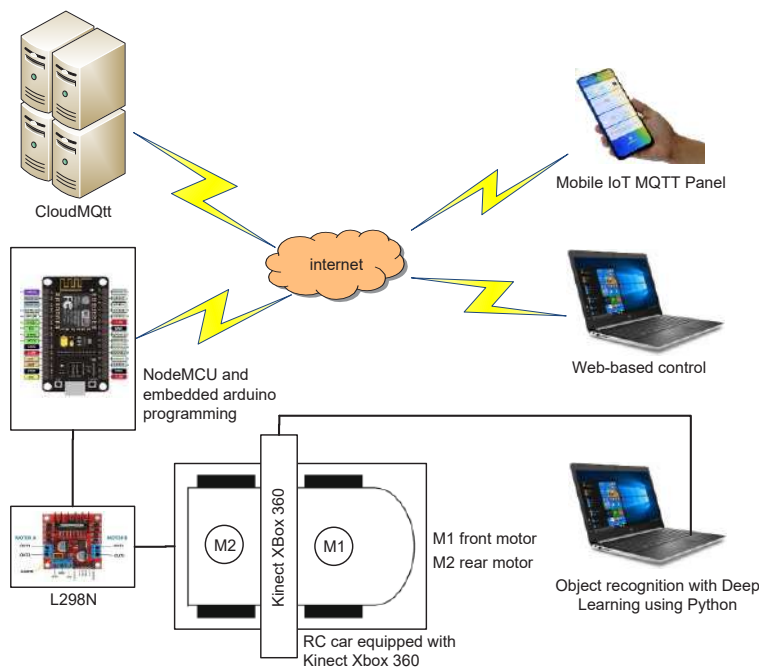 CloudMQtt
Mobile IoT MQTT Panel
internet
Web-based control
NodeMCU and
embedded arduino
programming
L298N
M2
Kinect XBox 360
M1
M1 front motor
M2 rear motor
RC car equipped with
Kinect Xbox 360
Object recognition with Deep
Learning using Python